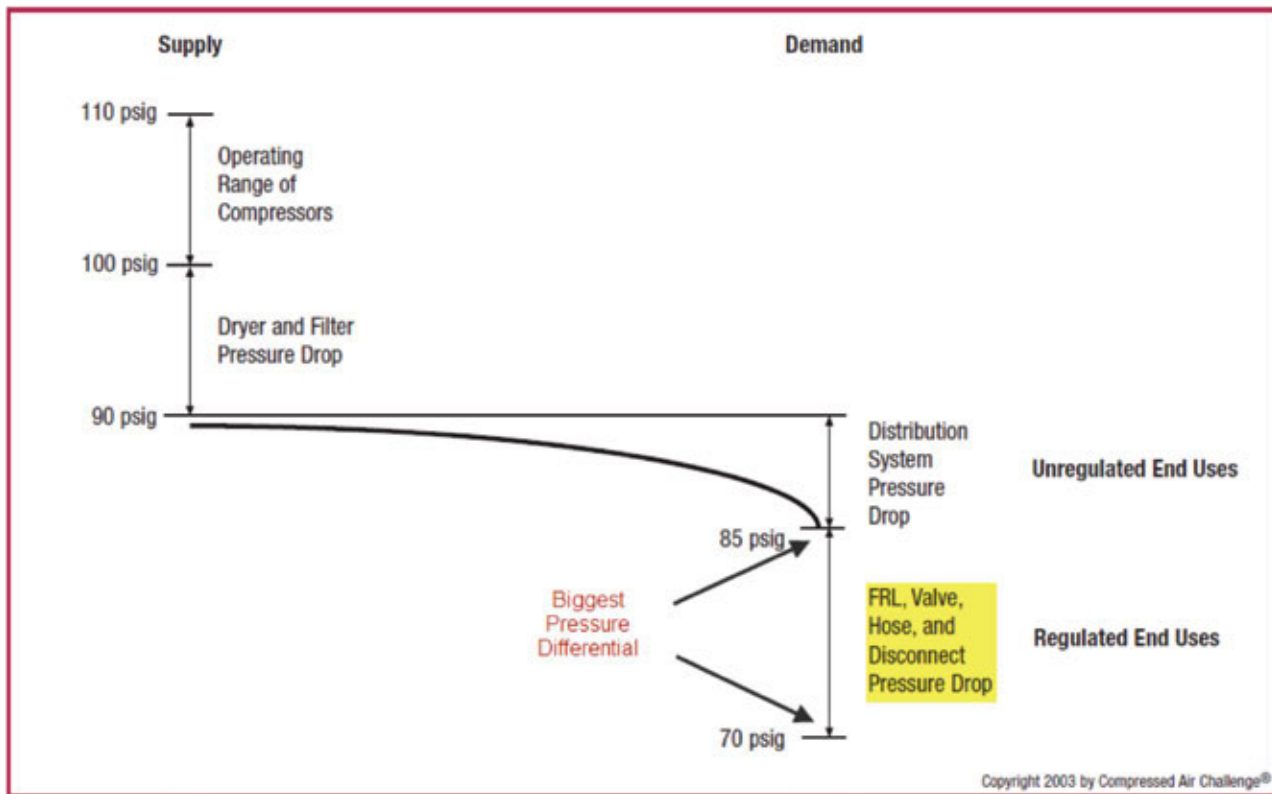 Supply
Demand
110 psig
Operating
Range of
Compressors
100 psig
Dryer and Filter
Pressure Drop
90 psig
Distribution
System
Pressure
Drop
Unregulated End Uses
85 psig
Biggest
Pressure
Differential
FRL, Valve,
Hose, and
Disconnect
Pressure Drop
Regulated End Uses
70 psig
Copyright 2003 by Compressed Air Challenge®